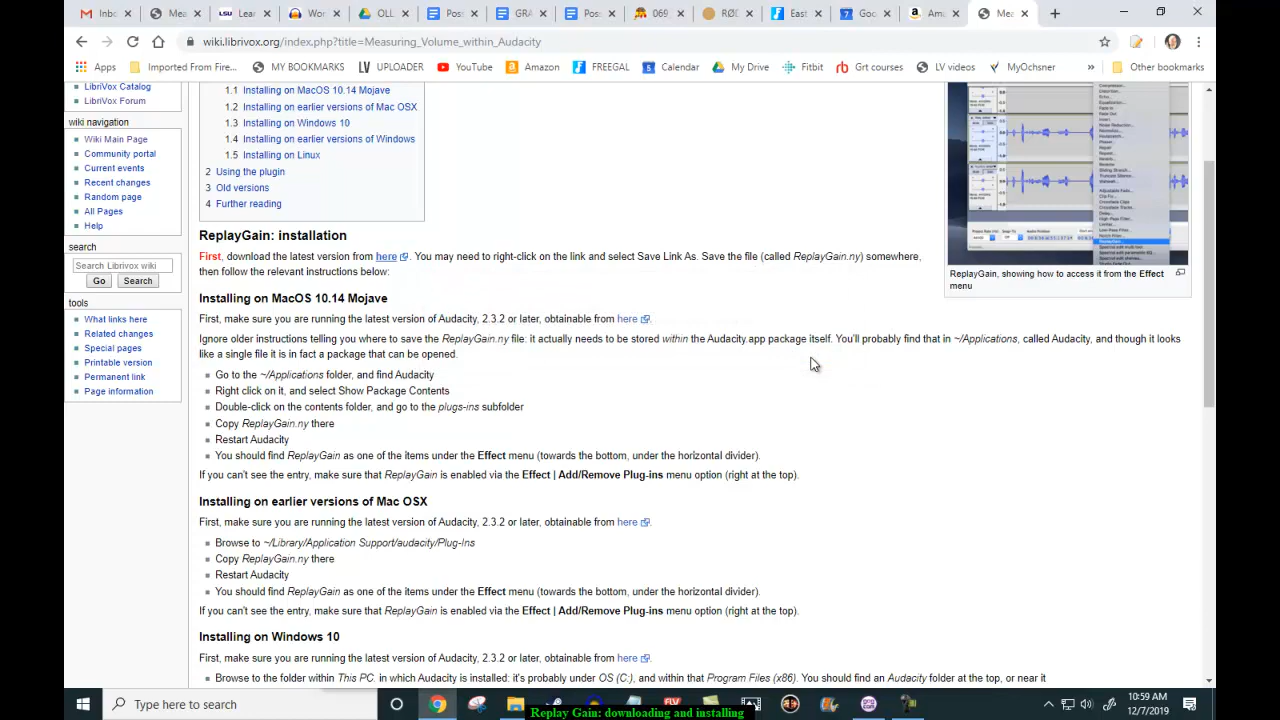 Inbo
Mea
LSU Lear
Wor
OLL
Post
GRA
Post
069
RØD
East
Goo
a Ama
Mea
wiki.librivox.org/index.php?title=Measuring_Volume_within_Audacity
Apps
Imported From Fire...
MY BOOKMARKS
LV UPLOADER
YouTube
Amazon
FREEGAL
5 Calendar
My Drive
Fitbit
rb Grt courses
LV videos
MyOchsner
»
Other bookmarks
LibriVox Catalog
LibriVox Forum
wiki navigation
Wiki Main Page
Community portal
Current events
Recent changes
Random page
All Pages
Help
search
Search Librivox wiki
Go Search
tools
What links here
Related changes
Special pages
Printable version
Permanent link
Page information
1.1 Installing on MacOS 10.14 Mojave
1.2 Installing on earlier versions of Mac OSX
1.3 Installing on Windows 10
1.4 Installing on earlier versions of Windows
1.5 Installing on Linux
2 Using the plugin
3 Old versions
4 Further reading
ReplayGain, showing how to access it from the Effect
menu
ReplayGain: installation
First, download the latest version from here – you'll need to right-click on the link and select Save Link As. Save the file (called ReplayGain.ny) somewhere,
then follow the relevant instructions below:
Installing on MacOS 10.14 Mojave
First, make sure you are running the latest version of Audacity, 2.3.2 or later, obtainable from here.
Ignore older instructions telling you where to save the ReplayGain.ny file: it actually needs to be stored within the Audacity.app package itself. You'll probably find that in ~/Applications, called Audacity, and though it looks
like a single file it is in fact a package that can be opened.
Go to the ~/Applications folder, and find Audacity
Right click on it, and select Show Package Contents
Double-click on the contents folder, and go to the plugs-ins subfolder
Copy ReplayGain.ny there
Restart Audacity
You should find ReplayGain as one of the items under the Effect menu (towards the bottom, under the horizontal divider).
If you can't see the entry, make sure that ReplayGain is enabled via the Effect | Add/Remove Plug-ins menu option (right at the top).
Installing on earlier versions of Mac OSX
First, make sure you are running the latest version of Audacity, 2.3.2 or later, obtainable from here.
Browse to ~/Library/Application Support/audacity/Plug-Ins
Copy ReplayGain.ny there
Restart Audacity
You should find ReplayGain as one of the items under the Effect menu (towards the bottom, under the horizontal divider).
If you can't see the entry, make sure that ReplayGain is enabled via the Effect | Add/Remove Plug-ins menu option (right at the top).
Installing on Windows 10
First, make sure you are running the latest version of Audacity, 2.3.2 or later, obtainable from here.
Browse to the folder within This PC. in which Audacity is installed: it's probably under OS (C:), and within that Program Files (x86). You should find an Audacity folder at the top, or near it
Type here to search
10:59 AM
12/7/2019
Replay Gain: downloading and installing